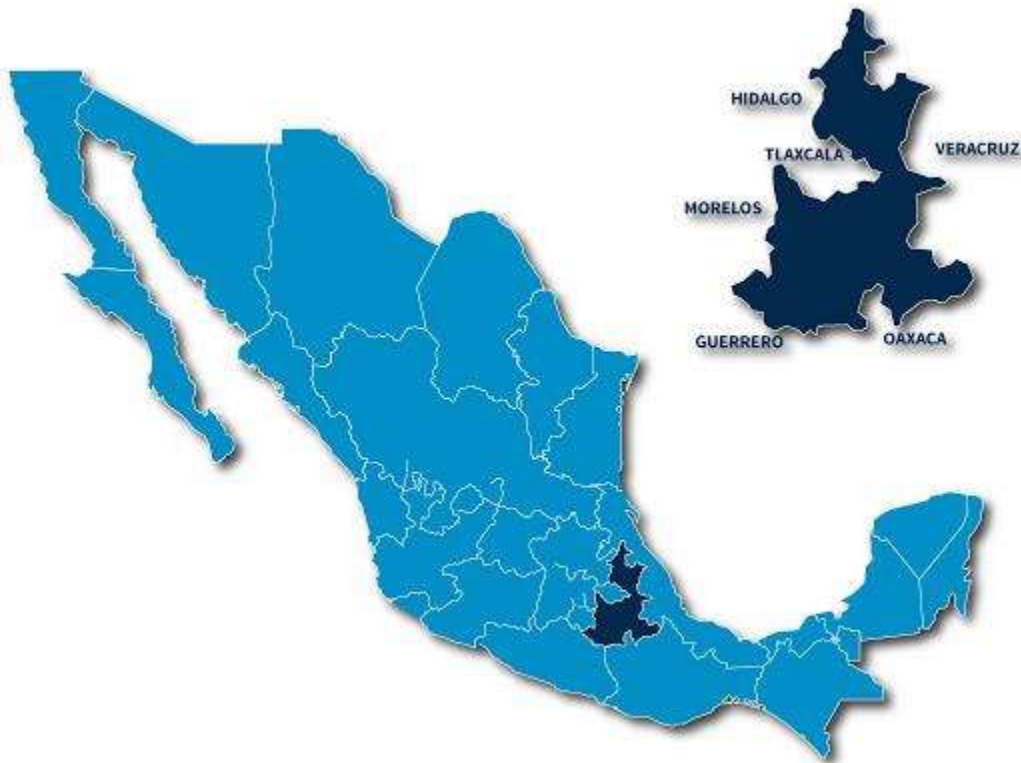 HIDALGO
TLAXCALA
VERACRUZ
MORELOS
GUERRERO
OAXACA